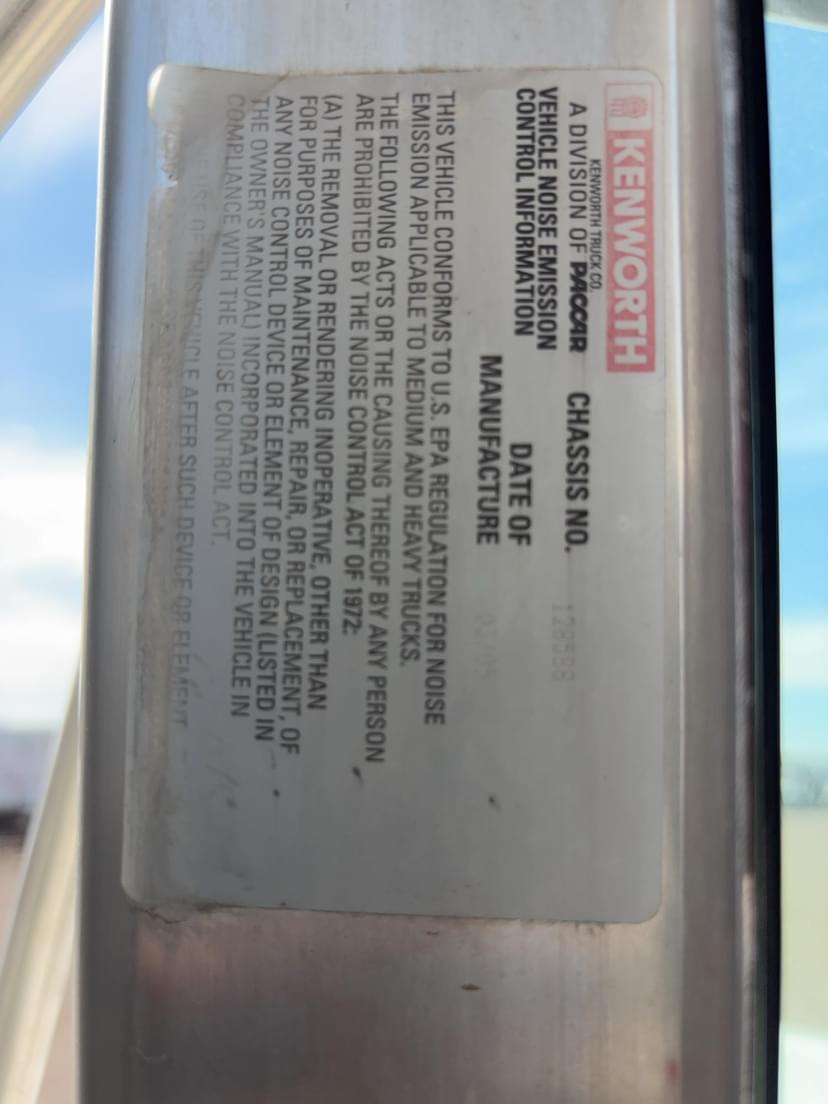 KENWORTH
KENWORTH TRUCK CO.
A DIVISION OF PACCAR
VEHICLE NOISE EMISSION
CONTROL INFORMATION
CHASSIS NO.
DATE OF
MANUFACTURE
THIS VEHICLE CONFORMS TO U.S. EPA REGULATION FOR NOISE
EMISSION APPLICABLE TO MEDIUM AND HEAVY TRUCKS.
THE FOLLOWING ACTS OR THE CAUSING THEREOF BY ANY PERSON
ARE PROHIBITED BY THE NOISE CONTROL ACT OF 1972:
(A) THE REMOVAL OR RENDERING INOPERATIVE, OTHER THAN
FOR PURPOSES OF MAINTENANCE, REPAIR, OR REPLACEMENT, OF
ANY NOISE CONTROL DEVICE OR ELEMENT OF DESIGN (LISTED IN
THE OWNER'S MANUAL) INCORPORATED INTO THE VEHICLE IN
COMPLIANCE WITH THE NOISE CONTROL ACT.
USE OF THIS VEHICLE AFTER SUCH DEVICE OR ELEMENT